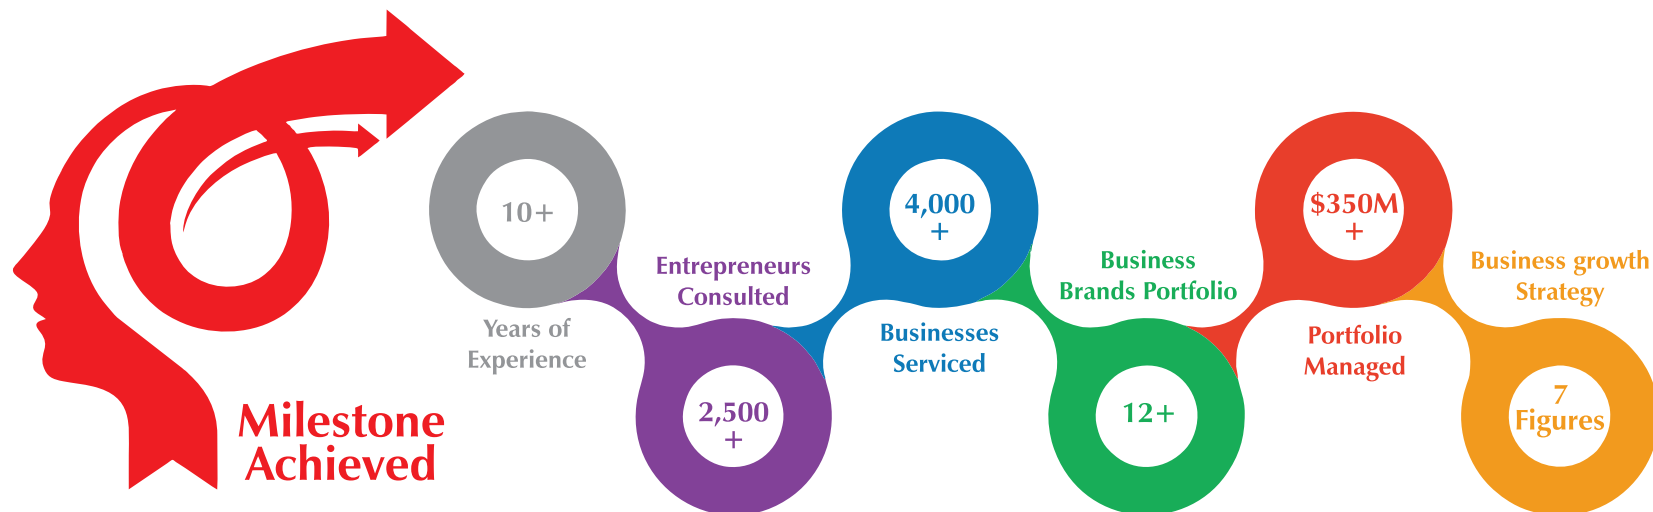 Milestone
Achieved
10+
Years of
Experience
Entrepreneurs
Consulted
2,500
+
4,000
+
Businesses
Serviced
Business
Brands Portfolio
12+
$350M
+
Portfolio
Managed
Business growth
Strategy
7
Figures